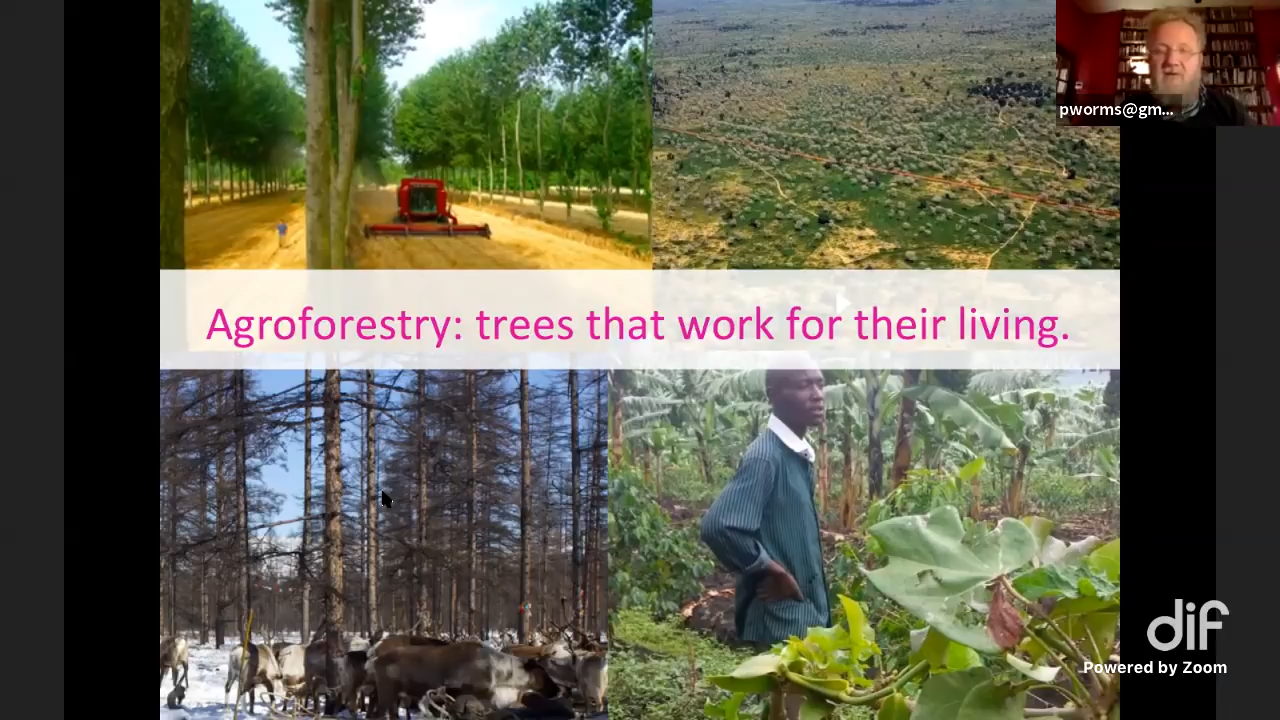 pworms@gm...
Agroforestry: trees that work for their living.
dif
Powered by Zoom